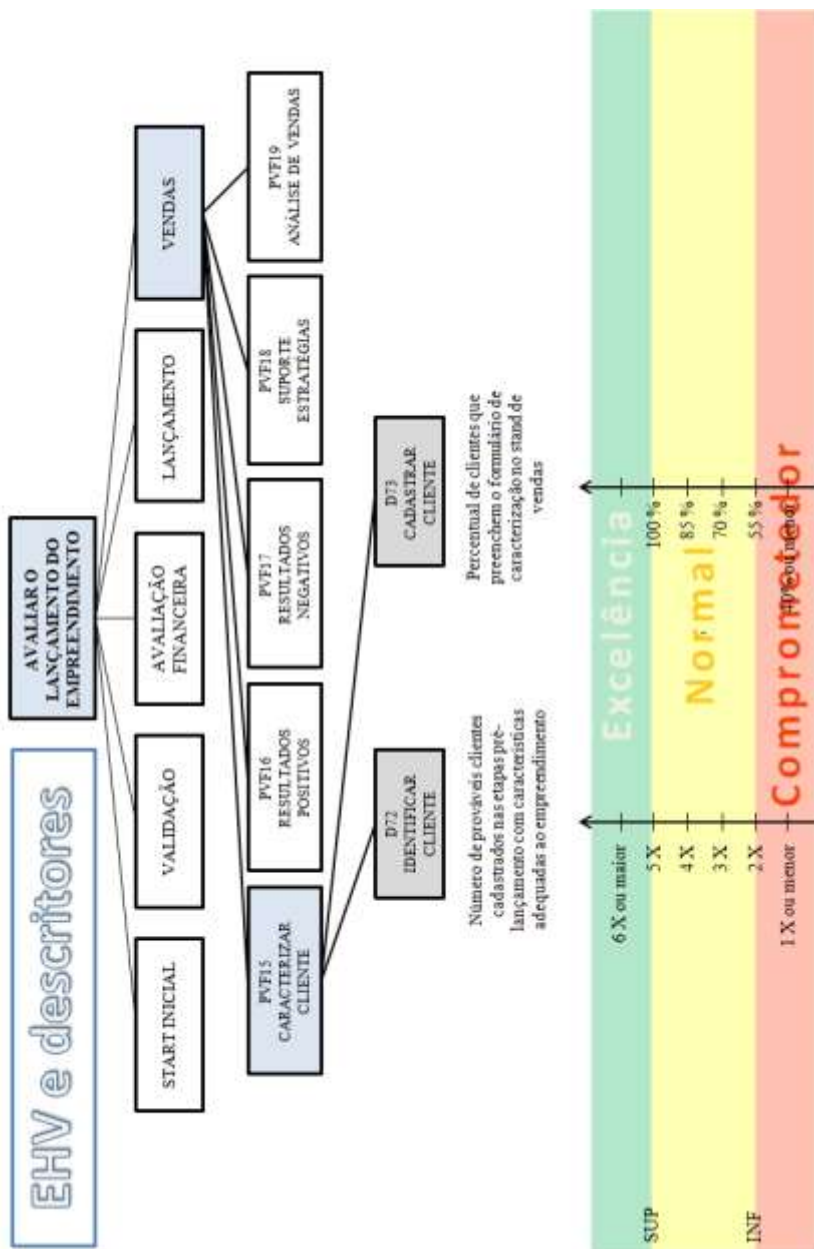 EHV e descritores
AVALIAR O
LANÇAMENTO DO
EMPREENDIMENTO
START INICIAL
VALIDAÇÃO
AVALIAÇÃO
FINANCEIRA
LANÇAMENTO
VENDAS
PVF15
CARACTERIZAR
CLIENTE
PVF16
RESULTADOS
POSITIVOS
PVF17
RESULTADOS
NEGATIVOS
PVF18
SUPORTE
ESTRATÉGIAS
PVF19
ANÁLISE DE VENDAS
D72
IDENTIFICAR
CLIENTE
D73
CADASTRAR
CLIENTE
Número de prováveis clientes
cadastrados nas etapas pré-
lançamento com características
adequadas ao empreendimento
Percentual de clientes que
preenchem o formulário de
caracterização no stand de
vendas
6 X ou maior
Excelência
SUP
5 X
100 %
4 X
85 %
Normal
3 X
70 %
INF
2 X
55 %
1 X ou menor
40% ou menor
Comprometedor